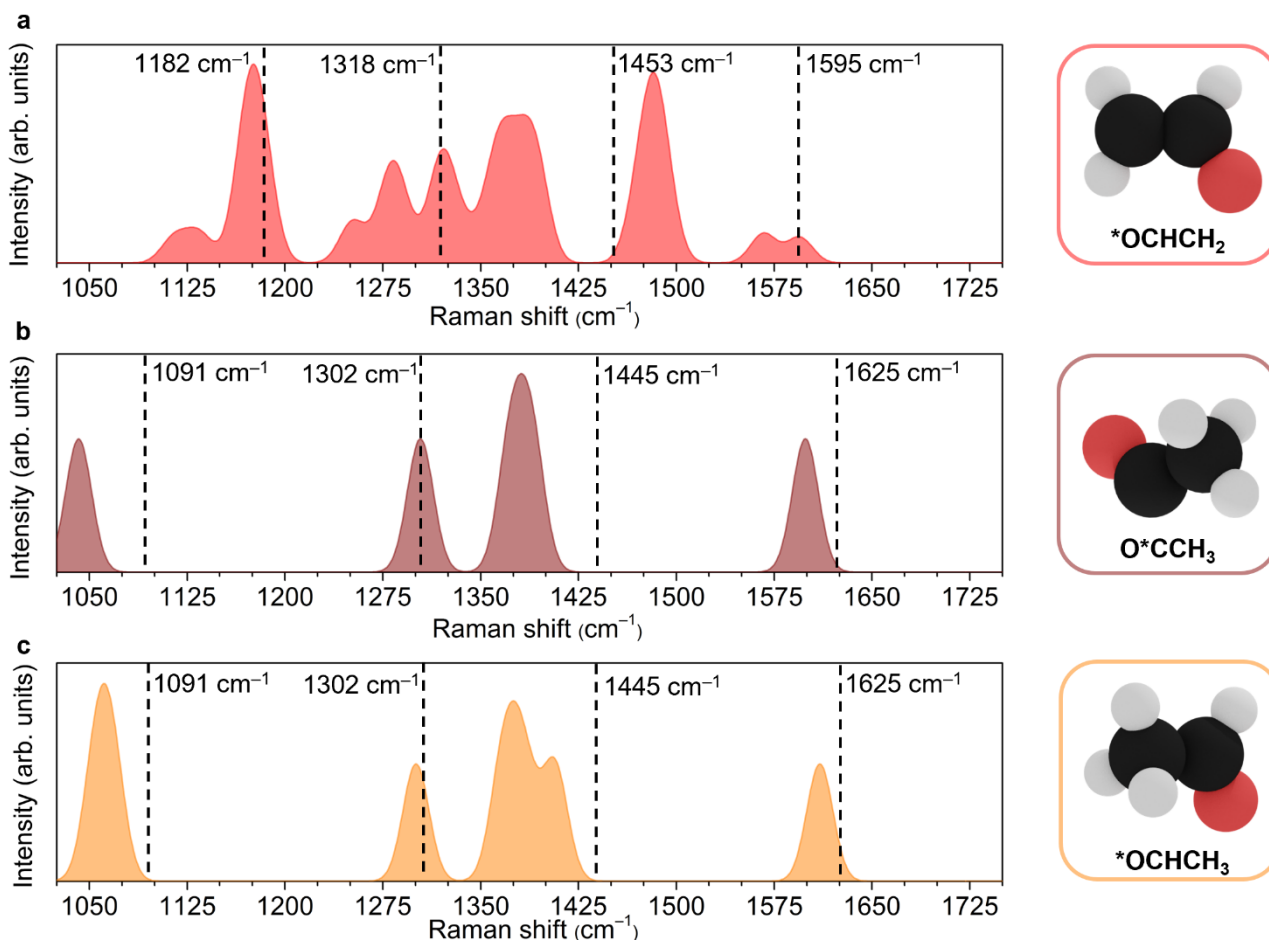 a
Intensity (arb. units)
1182 cm⁻¹ 1318 cm⁻¹ 1453 cm⁻¹ 1595 cm⁻¹
1050 1125 1200 1275 1350 1425 1500 1575 1650 1725
Raman shift (cm⁻¹)
*OCHCH₂
b
Intensity (arb. units)
1091 cm⁻¹ 1302 cm⁻¹ 1445 cm⁻¹ 1625 cm⁻¹
1050 1125 1200 1275 1350 1425 1500 1575 1650 1725
Raman shift (cm⁻¹)
O*CCH₃
c
Intensity (arb. units)
1091 cm⁻¹ 1302 cm⁻¹ 1445 cm⁻¹ 1625 cm⁻¹
1050 1125 1200 1275 1350 1425 1500 1575 1650 1725
Raman shift (cm⁻¹)
*OCHCH₃